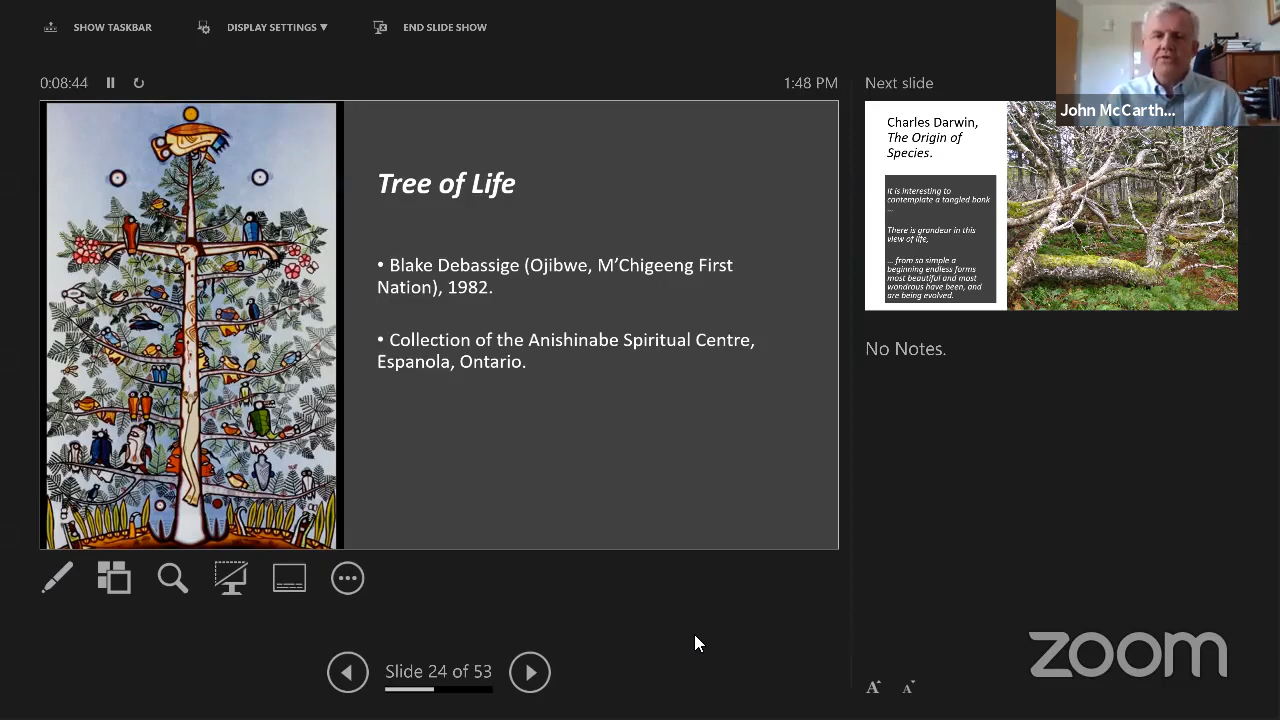 SHOW TASKBAR
DISPLAY SETTINGS ▼
END SLIDE SHOW
0:08:44
1:48 PM
Next slide
John McCarth...
Tree of Life
• Blake Debassige (Ojibwe, M’Chigeeng First
Nation), 1982.
• Collection of the Anishinabe Spiritual Centre,
Espanola, Ontario.
Charles Darwin,
The Origin of
Species.
It is interesting to
contemplate a tangled bank
...
There is grandeur in this
view of life,
... from so simple a
beginning endless forms
most beautiful and most
wondrous have been, and
are being evolved.
No Notes.
Slide 24 of 53
A A
zoom